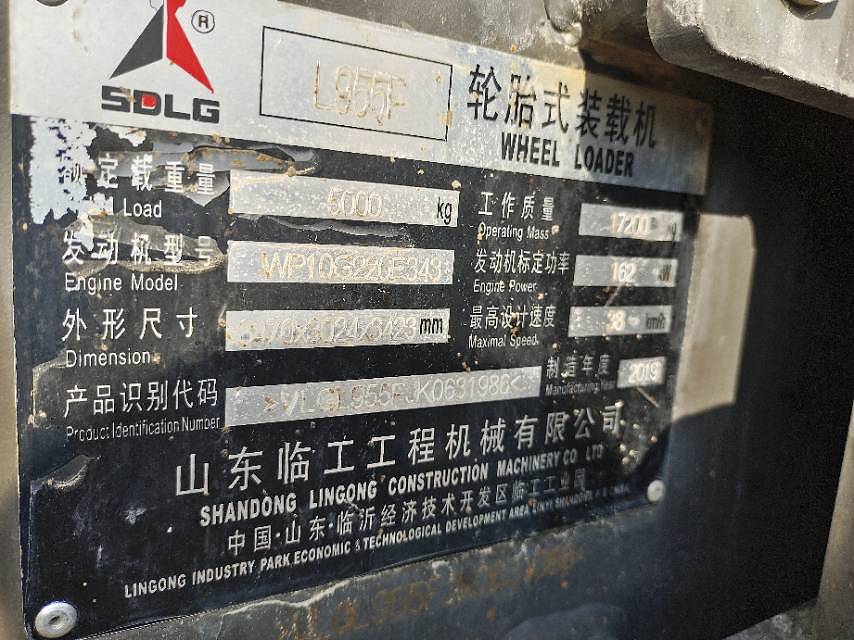 ®
SDLG
L955F
轮胎式装载机
WHEEL LOADER
额定载重量 5000 kg
Load
工作质量 17200
Operating Mass
发动机型号
Engine Model
发动机标定功率 162 kW
Engine Power
外形尺寸 mm
Dimension
最高设计速度 38 km/h
Maximal Speed
产品识别代码
Product Identification Number
制造年度 2019
Manufacturing Year
山东临工工程机械有限公司
SHANDONG LINGONG CONSTRUCTION MACHINERY CO LTD
中国·山东·临沂经济技术开发区临工工业园
LINGONG INDUSTRY PARK ECONOMIC & TECHNOLOGICAL DEVELOPMENT AREA LINYI SHANDONG P R CHINA